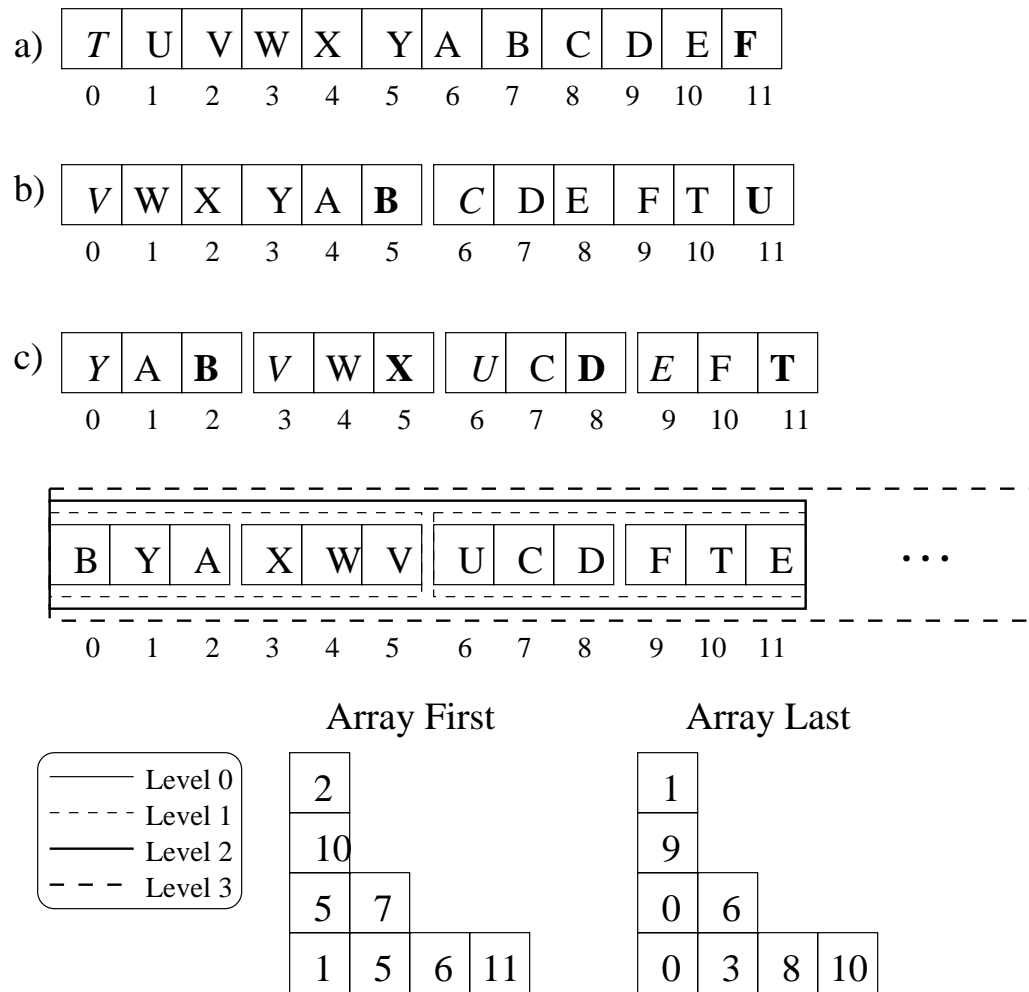 a) T U V W X Y A B C D E F
0 1 2 3 4 5 6 7 8 9 10 11
b) V W X Y A B C D E F T U
0 1 2 3 4 5 6 7 8 9 10 11
c) Y A B V W X U C D E F T
0 1 2 3 4 5 6 7 8 9 10 11
B Y A X W V U C D F T E ...
0 1 2 3 4 5 6 7 8 9 10 11
Array First Array Last
Level 0
Level 1
Level 2
Level 3
2
10
5 7
1 5 6 11
1
9
0 6
0 3 8 10